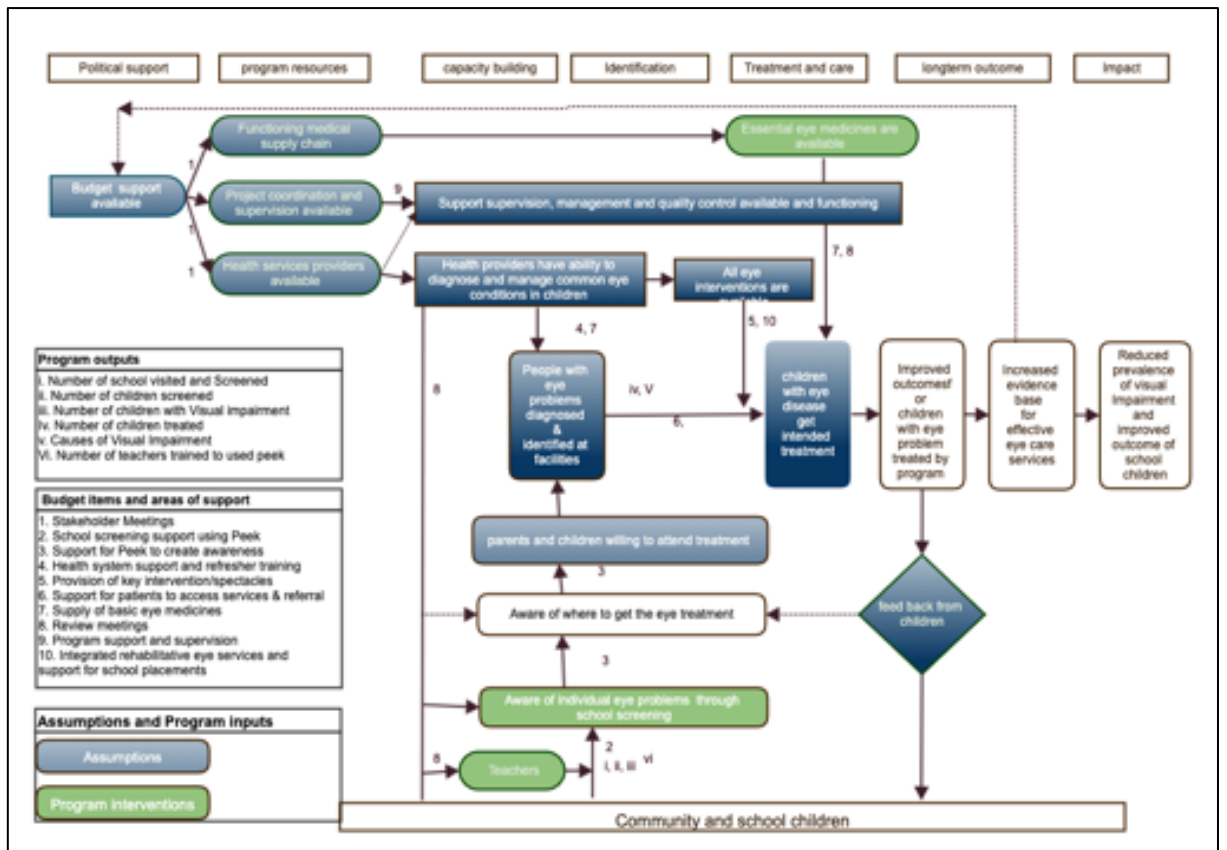 Political support
program resources
capacity building
Identification
Treatment and care
longterm outcome
Impact
Functioning medical
supply chain
Essential eye medicines are
available
1
Budget support
available
Project coordination and
supervision available
9
Support supervision, management and quality control available and functioning
1
1
Health services providers
available
Health providers have ability to
diagnose and manage common eye
conditions in children
All eye
interventions are
7, 8
4, 7
5, 10
8
People with
eye
problems
diagnosed
&
identified at
facilities
iv, V
6,
children
with eye
disease get
intended
treatment
Improved
outcomesf
or children
with eye
problem
treated by
program
Increased
evidence
base
for
effective
eye care
services
Reduced
prevalence
of visual
Impairment
and
improved
outcome of
school
children
Program outputs
i. Number of school visited and Screened
ii. Number of children screened
iii. Number of children with Visual impairment
iv. Number of children treated
v. Causes of Visual Impairment
VI. Number of teachers trained to used peek
Budget items and areas of support
1. Stakeholder Meetings
2. School screening support using Peek
3. Support for Peek to create awareness
4. Health system support and refresher training
5. Provision of key intervention/spectacles
6. Support for patients to access services & referral
7. Supply of basic eye medicines
8. Review meetings
9. Program support and supervision
10. Integrated rehabilitative eye services and
support for school placements
parents and children willing to attend treatment
3
Aware of where to get the eye treatment
feed back from
children
3
Aware of individual eye problems through
school screening
2
i, ii, iii
vi
8
Teachers
Assumptions and Program inputs
Assumptions
Program interventions
Community and school children